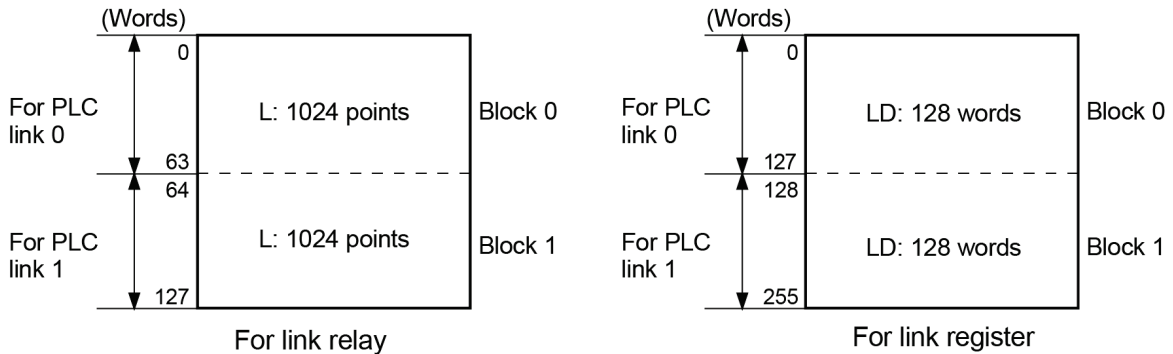 (Words)
0
For PLC
link 0
L: 1024 points
Block 0
63
64
For PLC
link 1
L: 1024 points
Block 1
127
For link relay
(Words)
0
For PLC
link 0
LD: 128 words
Block 0
127
128
For PLC
link 1
LD: 128 words
Block 1
255
For link register